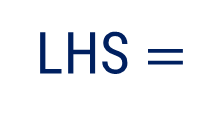 LHS =